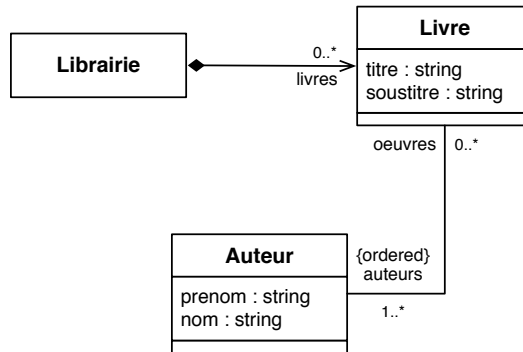 Librairie
0..*
livres
Livre
titre : string
soustitre : string
oeuvres
0..*
Auteur
prenom : string
nom : string
{ordered}
auteurs
1..*